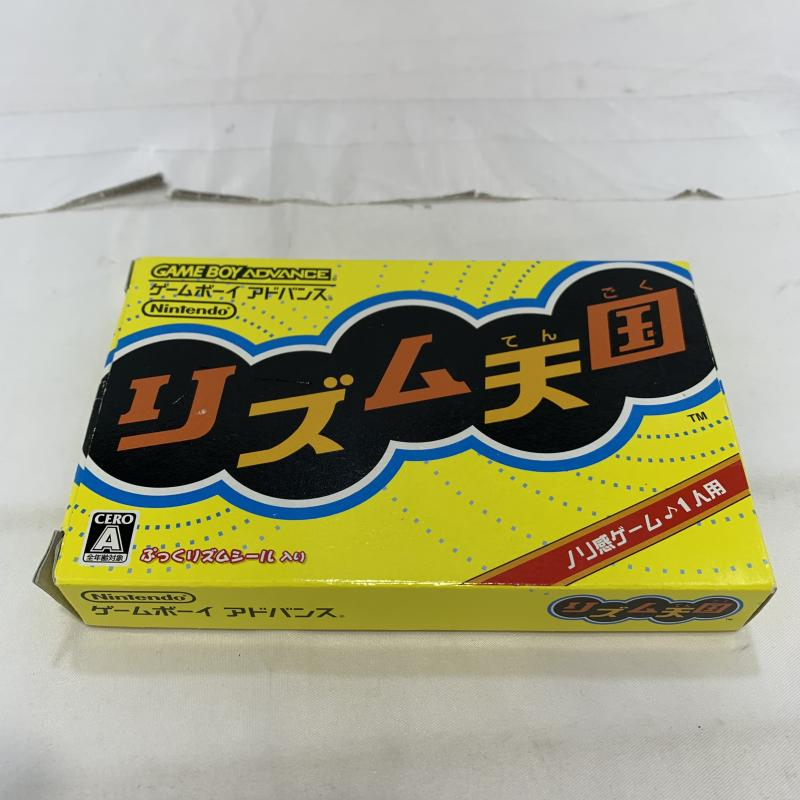 GAME BOY ADVANCE
ゲームボーイ アドバンス®
Nintendo®
リズム天国
てんごく
TM
CERO
A
全年齢対象
ぷっくリズムシール 入り
ノリ感ゲーム♪1人用
Nintendo®
ゲームボーイ アドバンス®
リズム天国
TM